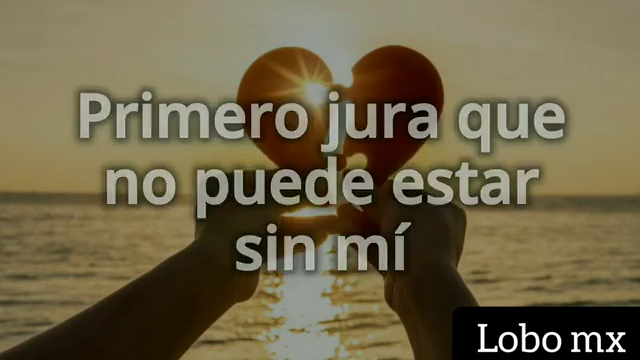 Primero jura que
no puede estar
sin mí
Lobo mx